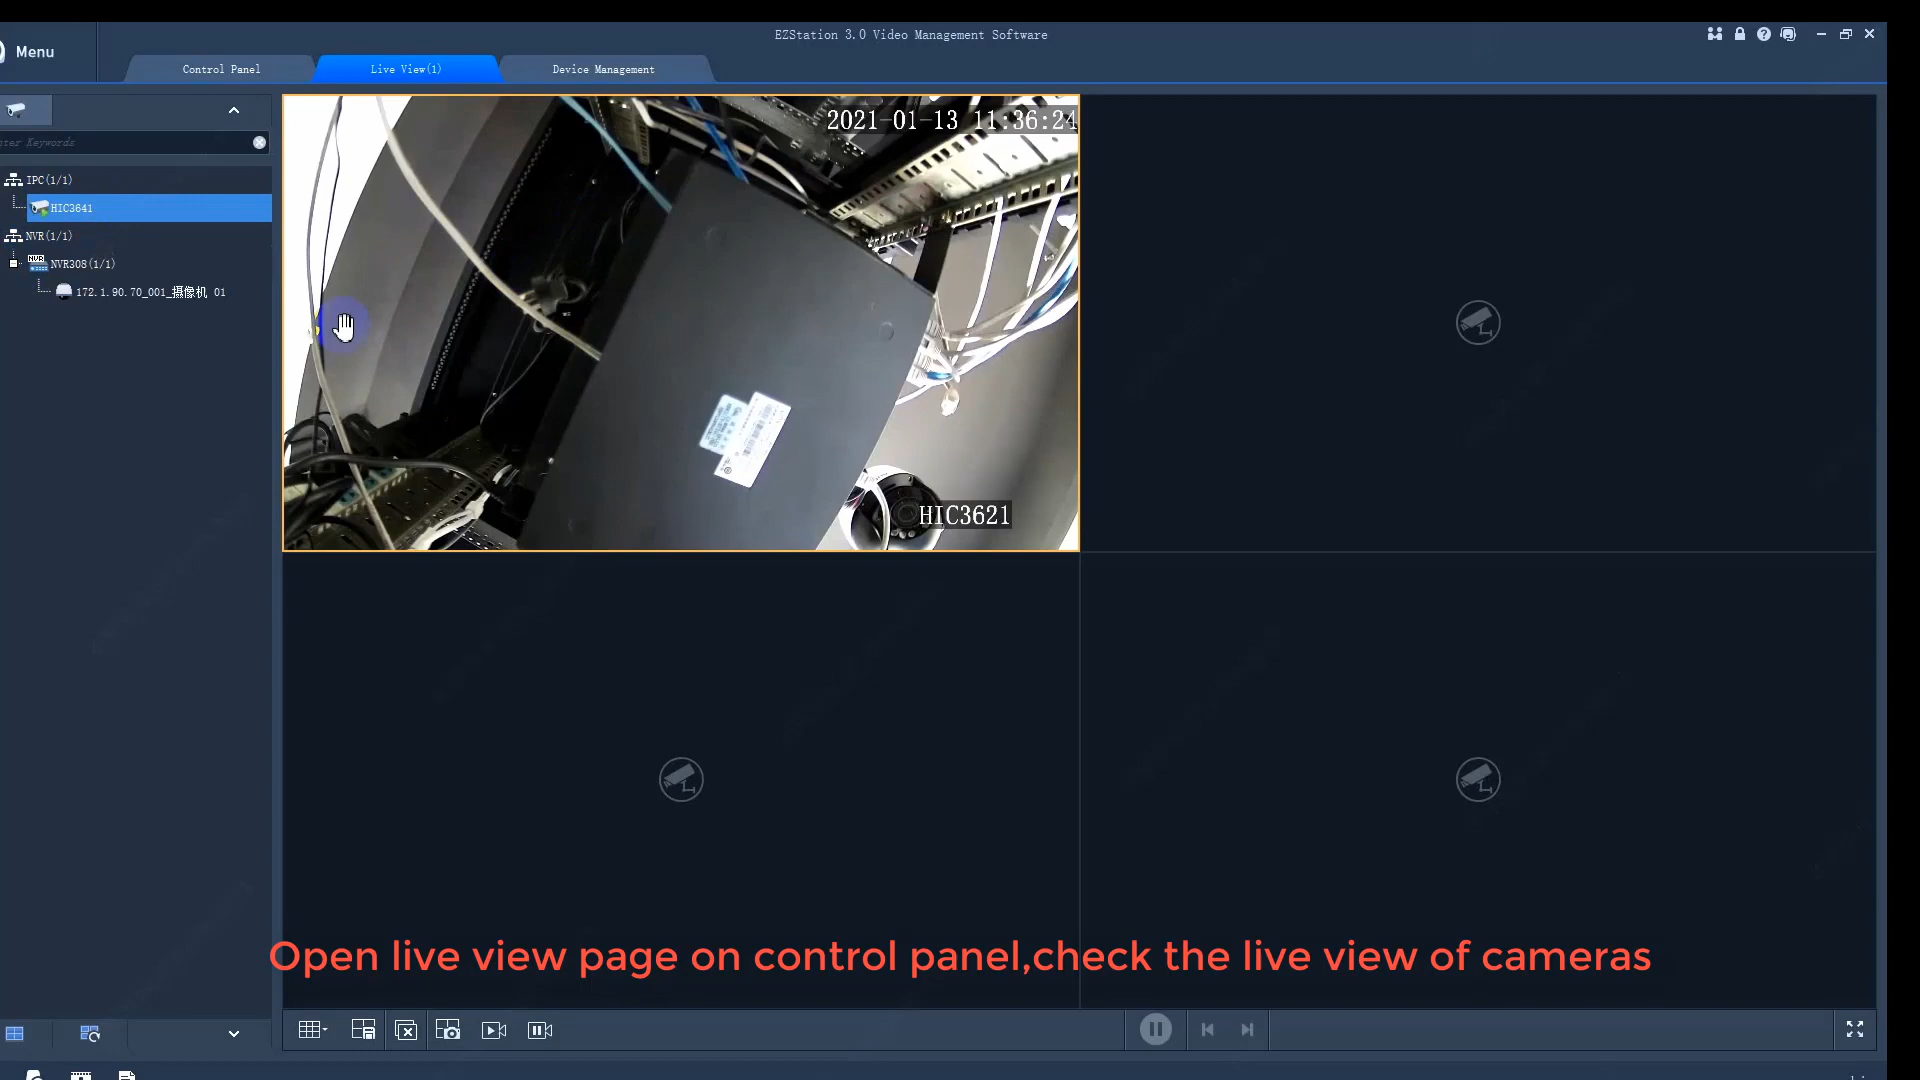 EZStation 3.0 Video Management Software
Menu
Control Panel
Live View(1)
Device Management
2021-01-13 11:36:24
ter Keywords
IPC(1/1)
HIC3641
NVR(1/1)
NVR
NVR308(1/1)
172.1.90.70_001_摄像机 01
HIC3621
Open live view page on control panel,check the live view of cameras